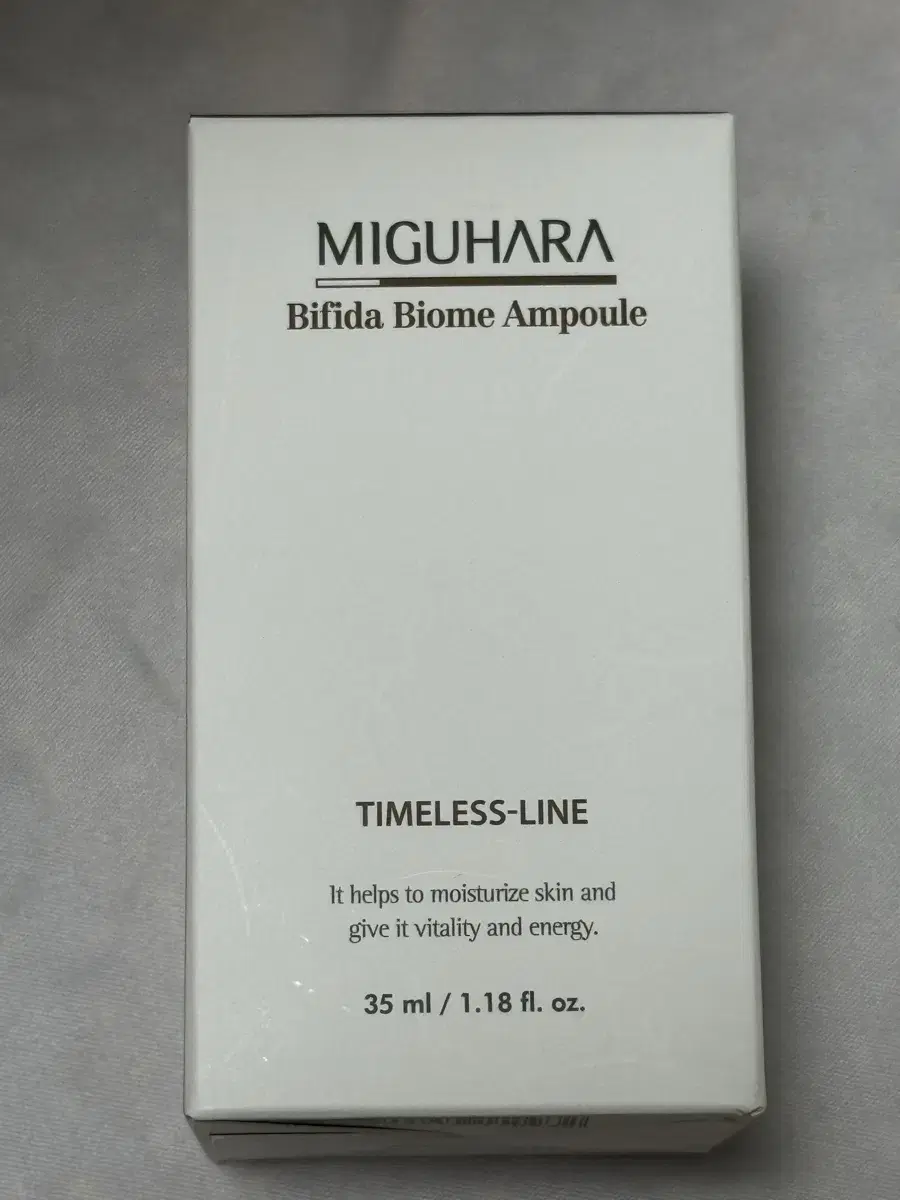 MIGUHARA
Bifida Biome Ampoule
TIMELESS-LINE
It helps to moisturize skin and
give it vitality and energy.
35 ml / 1.18 fl. oz.